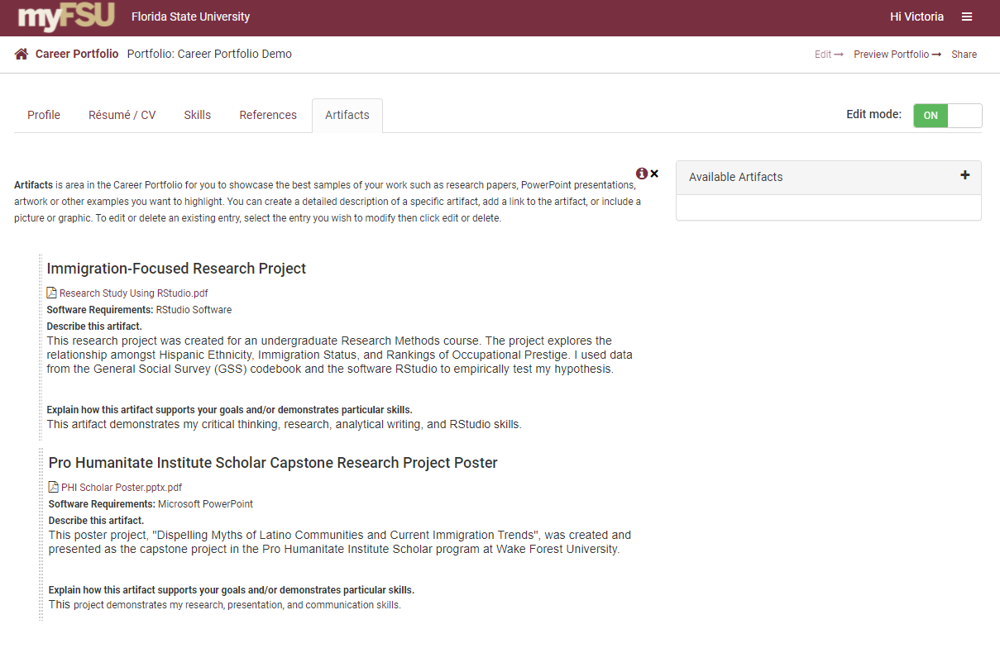 myFSU Florida State University Hi Victoria
Career Portfolio Portfolio: Career Portfolio Demo Edit Preview Portfolio Share
Profile Résumé / CV Skills References Artifacts Edit mode: ON
Artifacts is area in the Career Portfolio for you to showcase the best samples of your work such as research papers, PowerPoint presentations,
artwork or other examples you want to highlight. You can create a detailed description of a specific artifact, add a link to the artifact, or include a
picture or graphic. To edit or delete an existing entry, select the entry you wish to modify then click edit or delete.
Available Artifacts
Immigration-Focused Research Project
Research Study Using RStudio.pdf
Software Requirements: RStudio Software
Describe this artifact.
This research project was created for an undergraduate Research Methods course. The project explores the
relationship amongst Hispanic Ethnicity, Immigration Status, and Rankings of Occupational Prestige. I used data
from the General Social Survey (GSS) codebook and the software RStudio to empirically test my hypothesis.
Explain how this artifact supports your goals and/or demonstrates particular skills.
This artifact demonstrates my critical thinking, research, analytical writing, and RStudio skills.
Pro Humanitate Institute Scholar Capstone Research Project Poster
PHI Scholar Poster.pptx.pdf
Software Requirements: Microsoft PowerPoint
Describe this artifact.
This poster project, "Dispelling Myths of Latino Communities and Current Immigration Trends", was created and
presented as the capstone project in the Pro Humanitate Institute Scholar program at Wake Forest University.
Explain how this artifact supports your goals and/or demonstrates particular skills.
This project demonstrates my research, presentation, and communication skills.